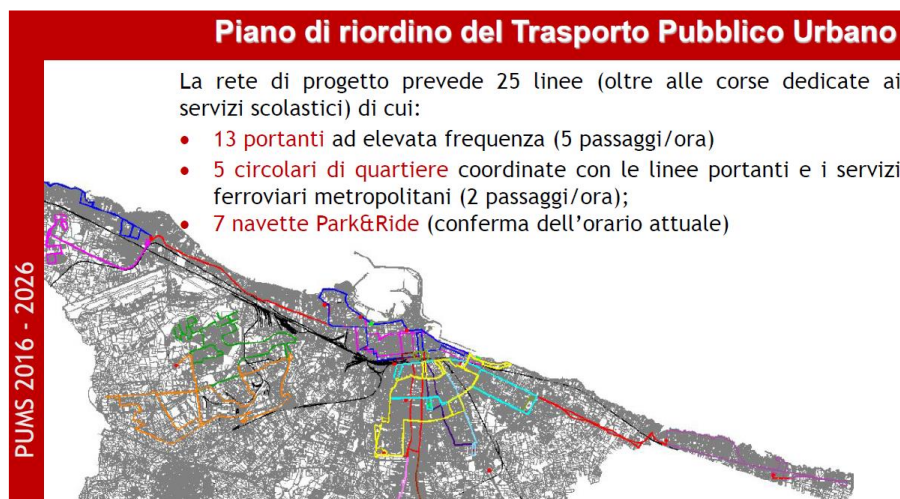 Piano di riordino del Trasporto Pubblico Urbano
La rete di progetto prevede 25 linee (oltre alle corse dedicate ai
servizi scolastici) di cui:
• 13 portanti ad elevata frequenza (5 passaggi/ora)
• 5 circolari di quartiere coordinate con le linee portanti e i servizi
ferroviari metropolitani (2 passaggi/ora);
• 7 navette Park&Ride (conferma dell'orario attuale)
PUMS 2016 - 2026